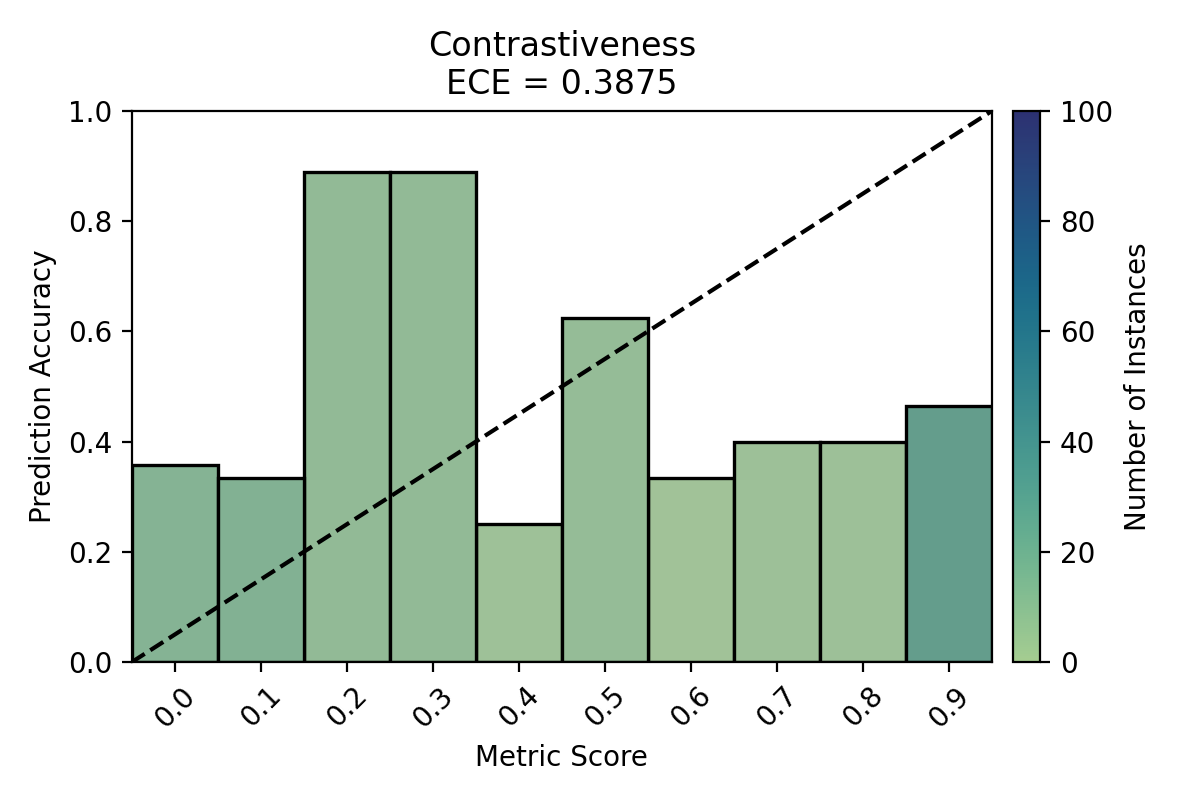 Contrastiveness
ECE = 0.3875
Prediction Accuracy
1.0
0.8
0.6
0.4
0.2
0.0
0.0 0.1 0.2 0.3 0.4 0.5 0.6 0.7 0.8 0.9
Metric Score
100
80
60
40
20
0
Number of Instances